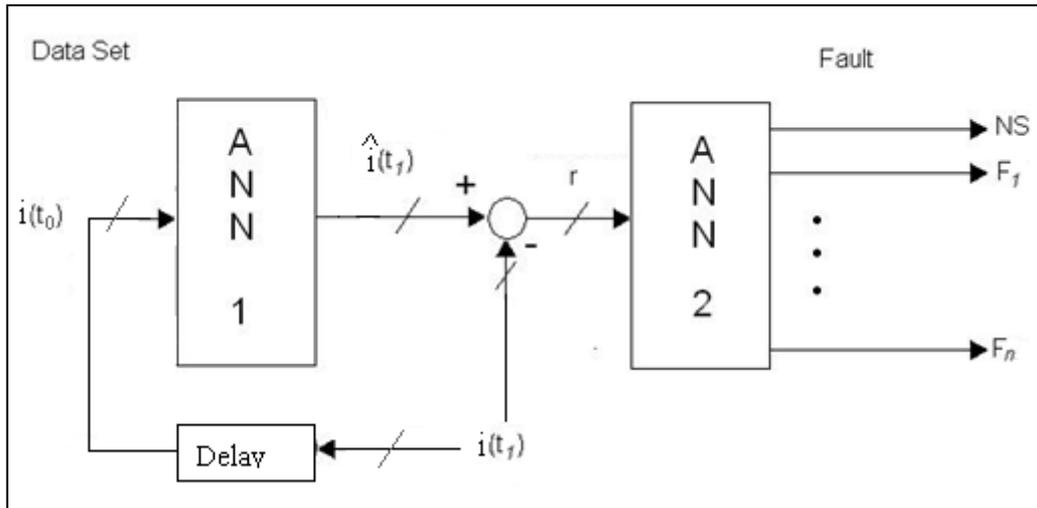 Data Set
Fault
A
N
N
1
î(t₁)
+
-
r
A
N
N
2
NS
F₁
Fₙ
i(t₀)
Delay
i(t₁)